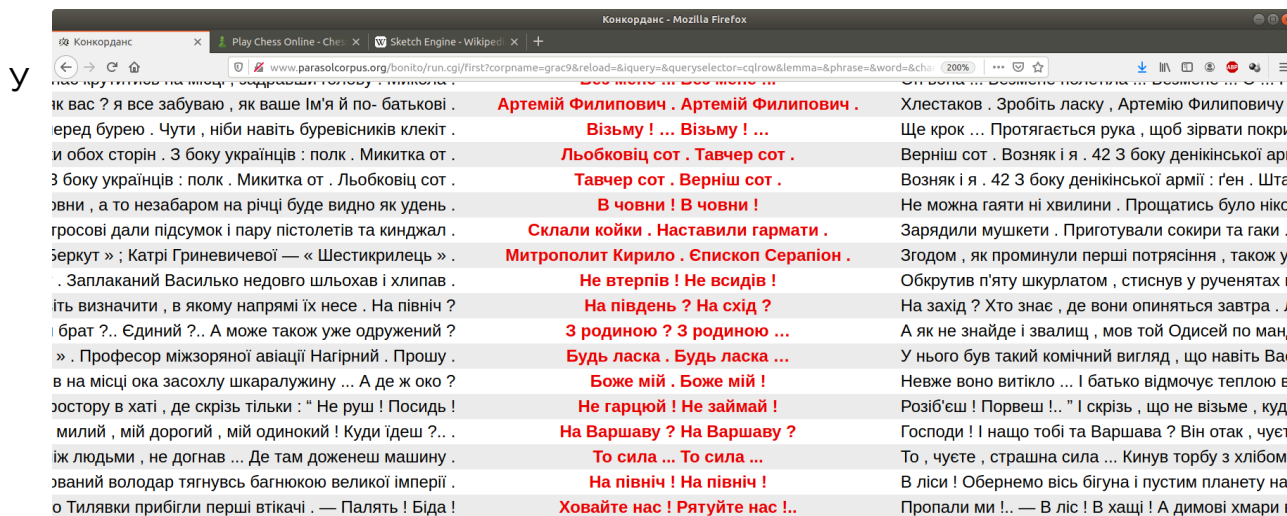 У
Конкорданс - Mozilla Firefox
Конкорданс Play Chess Online - Ches Sketch Engine - Wikipedi
www.parasolcorpus.org/bonito/run.cgi/first?corpname=grac9&reload=&iquery=&queryselector=cqlrow&lemma=&phrase=&word=&cha 200%
як вас ? я все забуваю , як ваше Ім'я й по- батькові . Артемій Филипович . Артемій Филипович . Хлестаков . Зробіть ласку , Артемію Филиповичу
еред бурею . Чути , ніби навіть буревісників клекіт . Візьму ! … Візьму ! … Ще крок … Протягається рука , щоб зірвати покри
и обох сторін . З боку українців : полк . Микитка от . Льобковіц сот . Тавчер сот . Верніш сот . Возняк і я . 42 З боку денікінської ар
З боку українців : полк . Микитка от . Льобковіц сот . Тавчер сот . Верніш сот . Возняк і я . 42 З боку денікінської армії : ґен . Шта
овни , а то незабаром на річці буде видно як удень . В човни ! В човни ! Не можна гаяти ні хвилини . Прощатись було ніко
тросові дали підсумок і пару пістолетів та кинджал . Склали койки . Наставили гармати . Зарядили мушкети . Приготували сокири та гаки .
Беркут » ; Катрі Гриневичевої — « Шестикрилець » . Митрополит Кирило . Єпископ Серапіон . Згодом , як проминули перші потрясіння , також у
. Заплаканий Василько недовго шльохав і хлипав . Не втерпів ! Не всидів ! Обкрутив п'яту шкурлатом , стиснув у рученятах
іть визначити , в якому напрямі їх несе . На північ ? На південь ? На схід ? На захід ? Хто знає , де вони опиняться завтра .
брат ?.. Єдиний ?.. А може також уже одружений ? З родиною ? З родиною … А як не знайде і звалищ , мов той Одисей по ман
» . Професор міжзоряної авіації Нагірний . Прошу . Будь ласка . Будь ласка … У нього був такий комічний вигляд , що навіть Ва
в на місці ока засохлу шкаралужину ... А де ж око ? Боже мій . Боже мій ! Невже воно витікло ... І батько відмочує теплою в
ростору в хаті , де скрізь тільки : “ Не руш ! Посидь ! Не гарцюй ! Не займай ! Розіб'єш ! Порвеш !.. ” І скрізь , що не візьме , куд
милий , мій дорогий , мій одинокий ! Куди їдеш ?.. . На Варшаву ? На Варшаву ? Господи ! І нащо тобі та Варшава ? Він отак , чует
іж людьми , не догнав ... Де там доженеш машину . То сила ... То сила ... То , чуєте , страшна сила ... Кинув торбу з хлібом
ований володар тягнувсь багнюкою великої імперії . На північ ! На північ ! В ліси ! Обернемо вісь бігуна і пустим планету на
о Тилявки прибігли перші втікачі . — Палять ! Біда ! Ховайте нас ! Рятуйте нас !.. Пропали ми !.. — В ліс ! В хащі ! А димові хмари